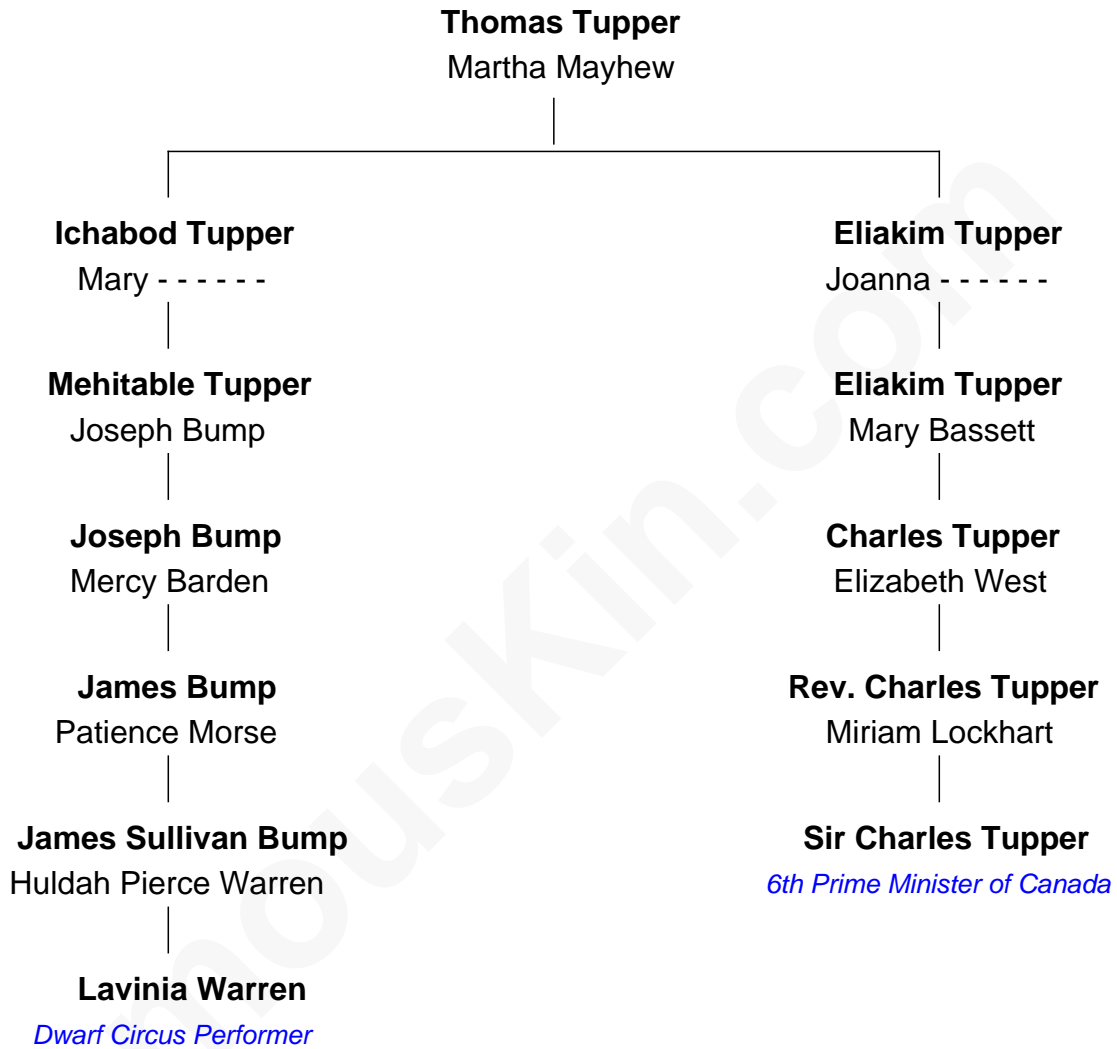 Thomas Tupper
Martha Mayhew
Ichabod Tupper
Mary - - - - - -
Eliakim Tupper
Joanna - - - - - -
Mehitable Tupper
Joseph Bump
Eliakim Tupper
Mary Bassett
Joseph Bump
Mercy Barden
Charles Tupper
Elizabeth West
James Bump
Patience Morse
Rev. Charles Tupper
Miriam Lockhart
James Sullivan Bump
Huldah Pierce Warren
Sir Charles Tupper
6th Prime Minister of Canada
Lavinia Warren
Dwarf Circus Performer
mousKin.com